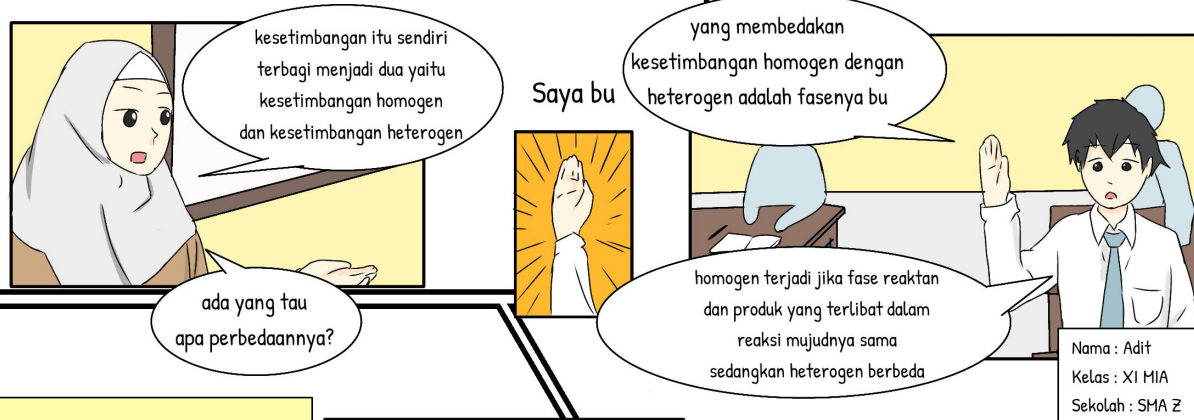 kesetimbangan itu sendiri
terbagi menjadi dua yaitu
kesetimbangan homogen
dan kesetimbangan heterogen
ada yang tau
apa perbedaannya?
Saya bu
yang membedakan
kesetimbangan homogen dengan
heterogen adalah fasenya bu
homogen terjadi jika fase reaktan
dan produk yang terlibat dalam
reaksi mujudnya sama
sedangkan heterogen berbeda
Nama : Adit
Kelas : XI MIA
Sekolah : SMA Z